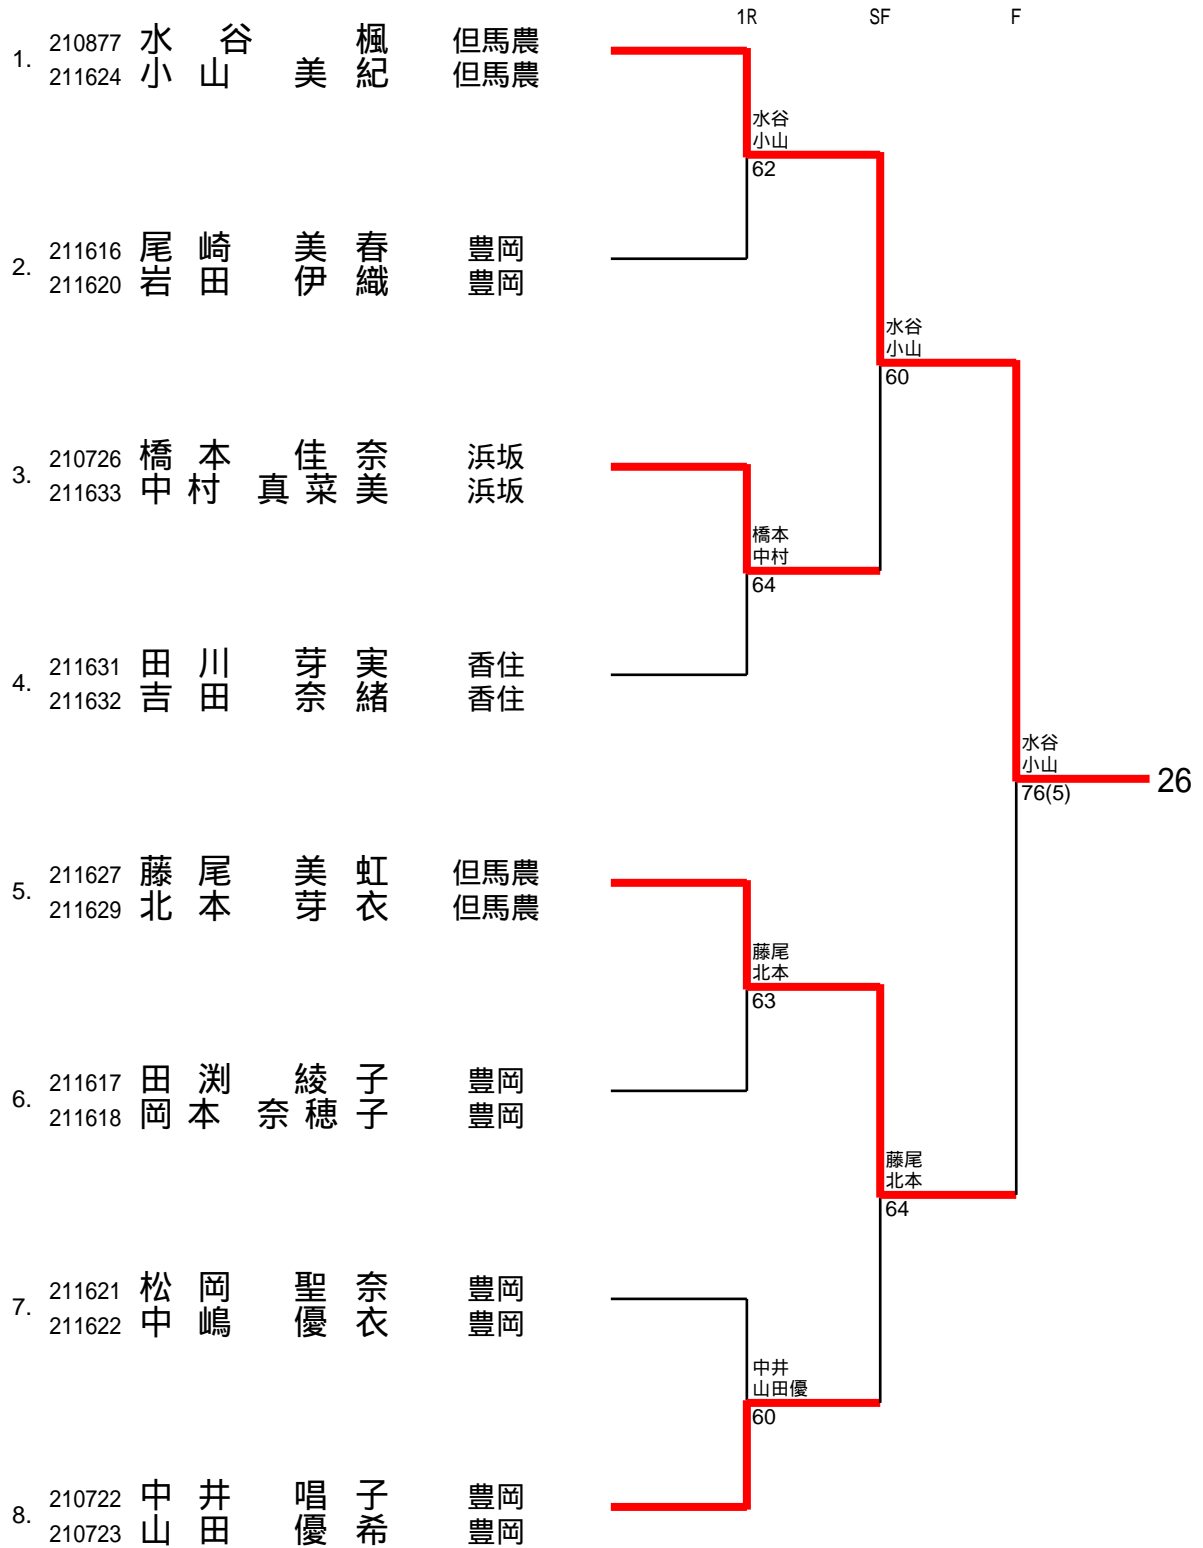 1R SF F
1. 210877 水谷 楓 但馬農
211624 小山 美紀 但馬農
水谷
小山
62
2. 211616 尾崎 美春 豊岡
211620 岩田 伊織 豊岡
水谷
小山
60
3. 210726 橋本 佳奈 浜坂
211633 中村 真菜美 浜坂
橋本
中村
64
4. 211631 田川 芽実 香住
211632 吉田 奈緒 香住
水谷
小山
76(5)
26
5. 211627 藤尾 美虹 但馬農
211629 北本 芽衣 但馬農
藤尾
北本
63
6. 211617 田渕 綾子 豊岡
211618 岡本 奈穂子 豊岡
藤尾
北本
64
7. 211621 松岡 聖奈 豊岡
211622 中嶋 優衣 豊岡
中井
山田優
60
8. 210722 中井 唱子 豊岡
210723 山田 優希 豊岡